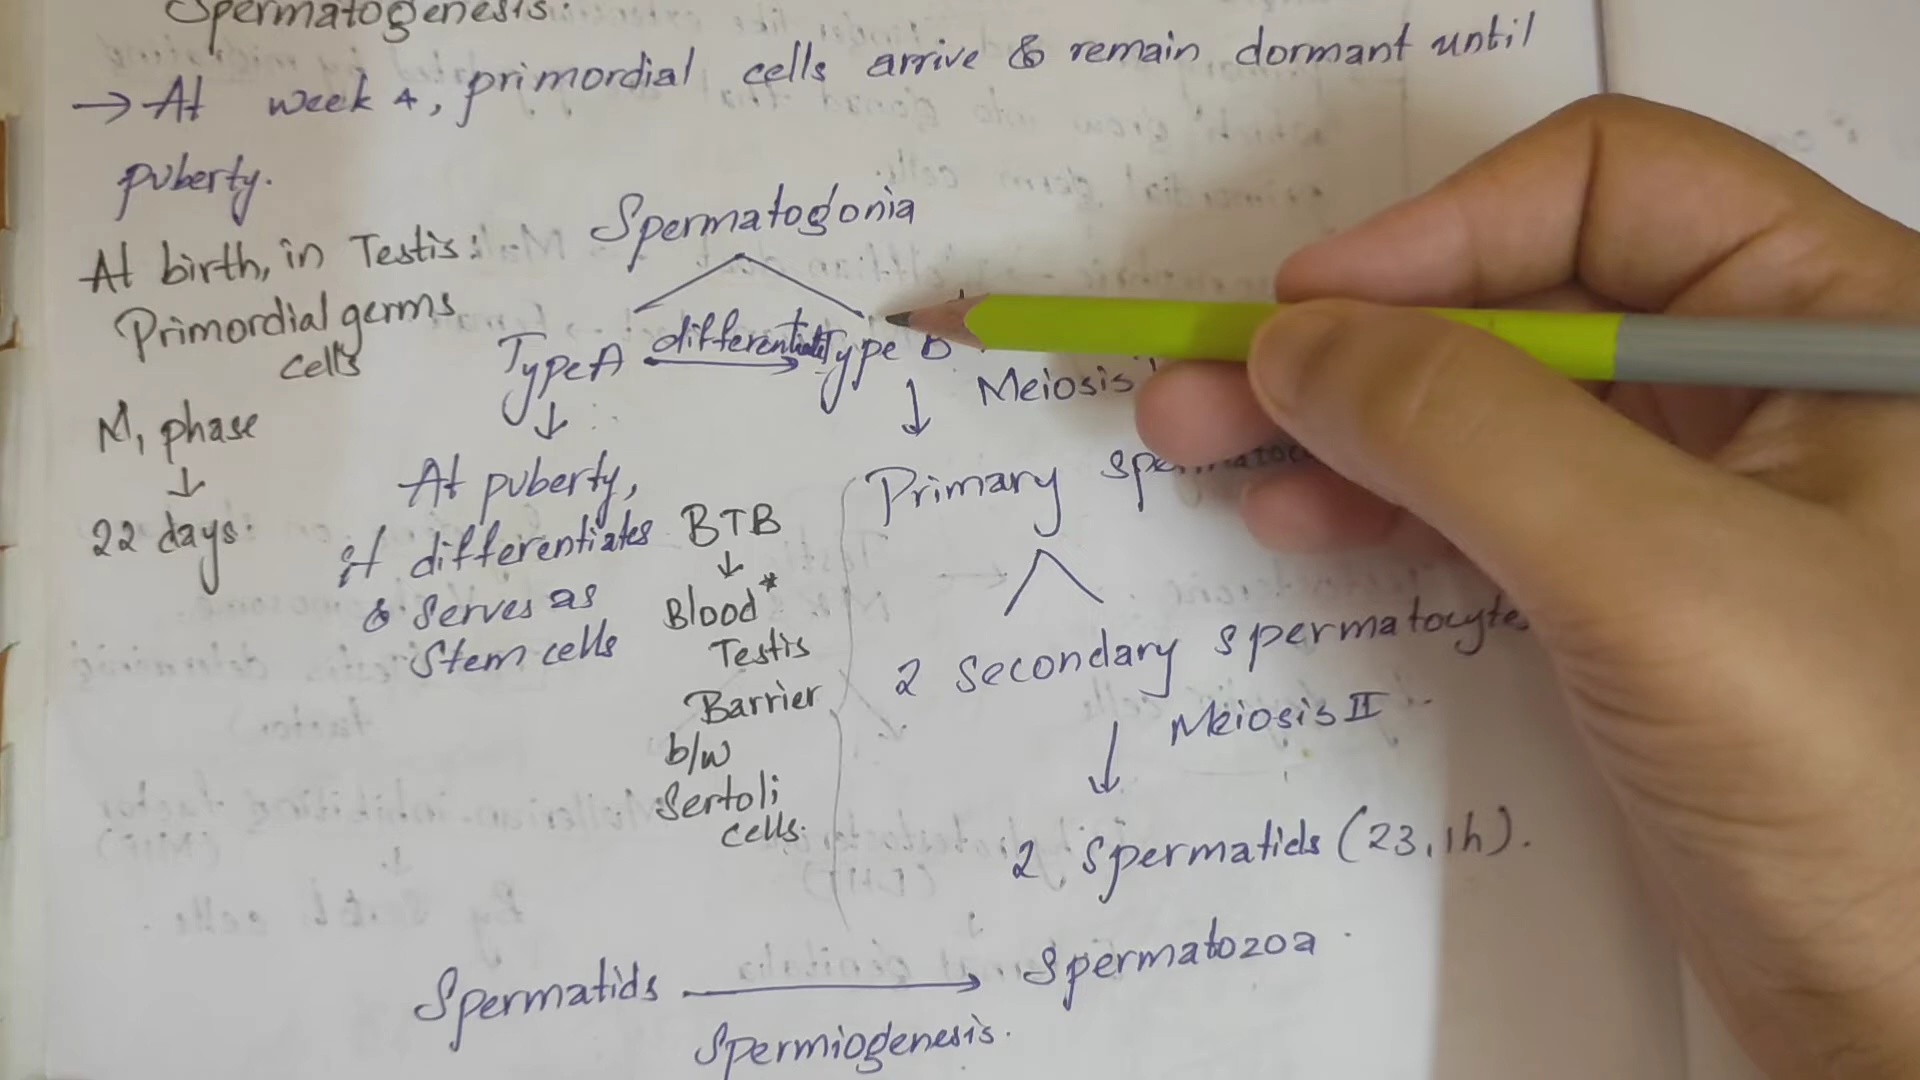 Spermatogenesis:
→ At week 4, primordial cells arrive & remain dormant until
puberty.
Spermatogonia
At birth, in Testis:
Primordial germs
cells
Type A differentiates Type B
Meiosis
M, phase
↓
22 days.
At puberty,
it differentiates
& serves as
stem cells
BTB
↓
Blood*
Testis
Barrier
b/w
Sertoli
cells.
Primary
2 secondary spermatocytes
Meiosis II
2 spermatids (23, 1h).
Spermatids → Spermatozoa
Spermiogenesis.